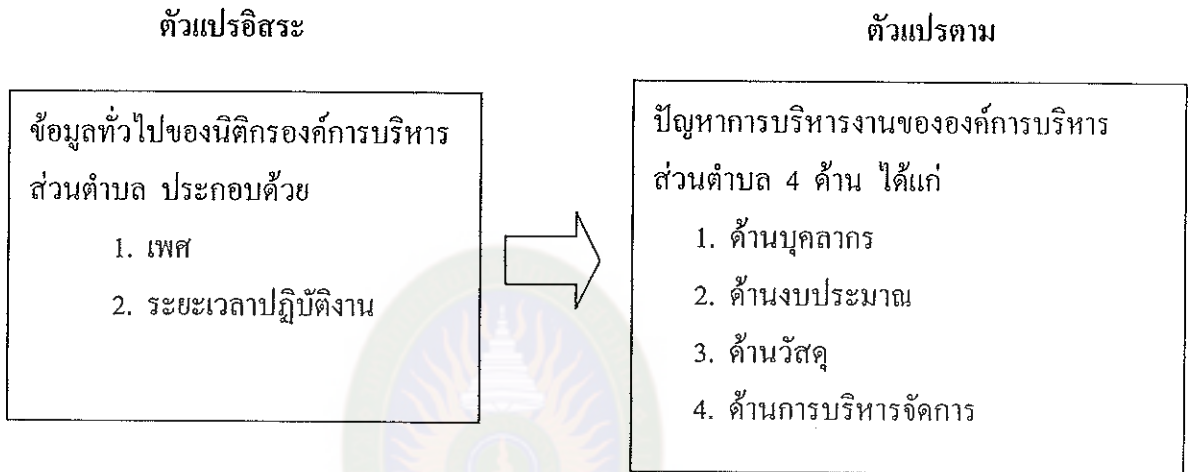 ตัวแปรอิสระ
ข้อมูลทั่วไปของนิติกรองค์การบริหาร
ส่วนตำบล ประกอบด้วย
1. เพศ
2. ระยะเวลาปฏิบัติงาน
ตัวแปรตาม
ปัญหาการบริหารงานขององค์การบริหาร
ส่วนตำบล 4 ด้าน ได้แก่
1. ด้านบุคลากร
2. ด้านงบประมาณ
3. ด้านวัสดุ
4. ด้านการบริหารจัดการ